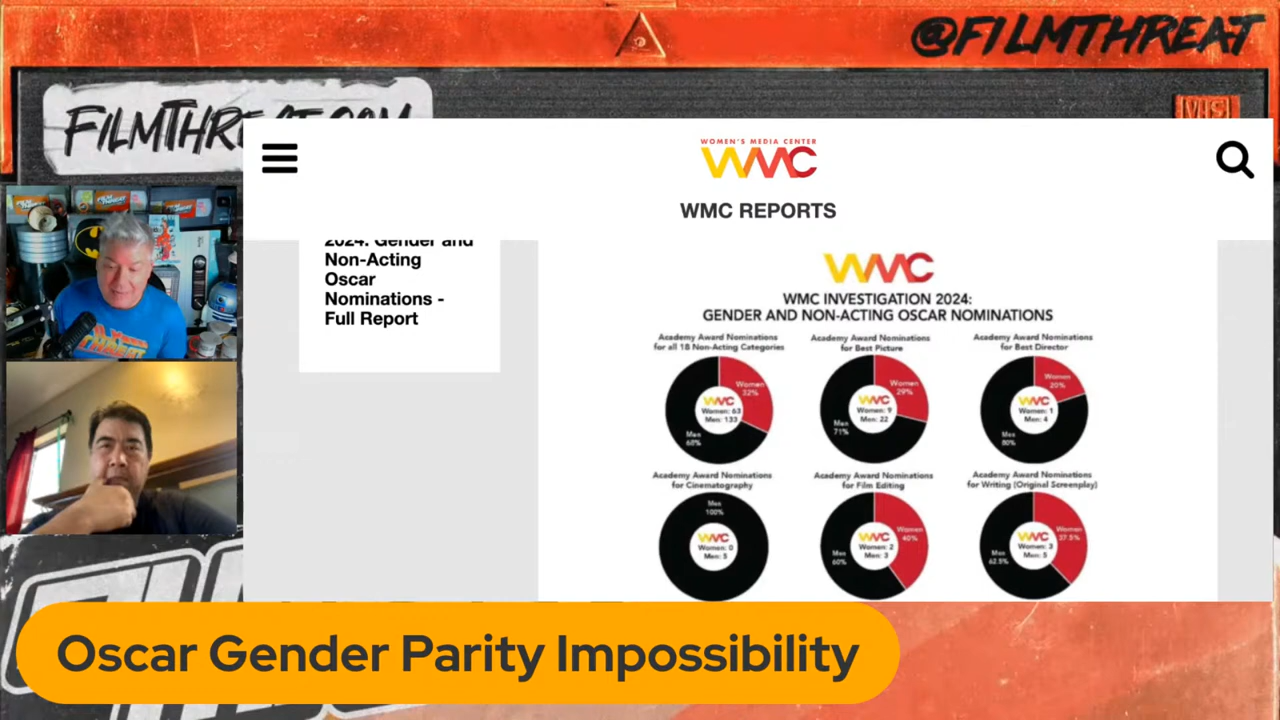 @FILMTHREAT
FILMTHREAT.COM
WOMEN'S MEDIA CENTER
WMC
WMC REPORTS
2024: Gender and
Non-Acting
Oscar
Nominations -
Full Report
WMC
WMC INVESTIGATION 2024:
GENDER AND NON-ACTING OSCAR NOMINATIONS
Academy Award Nominations
for all 18 Non-Acting Categories
Women
32%
WMC
Women: 63
Men: 133
Men
68%
Academy Award Nominations
for Best Picture
Women
29%
WMC
Women: 9
Men: 22
Men
71%
Academy Award Nominations
for Best Director
Women
20%
WMC
Women: 1
Men: 4
Men
80%
Academy Award Nominations
for Cinematography
Men
100%
WMC
Women: 0
Men: 5
Academy Award Nominations
for Film Editing
Women
40%
WMC
Women: 2
Men: 3
Men
60%
Academy Award Nominations
for Writing (Original Screenplay)
Women
37.5%
WMC
Women: 3
Men: 5
Men
62.5%
Oscar Gender Parity Impossibility